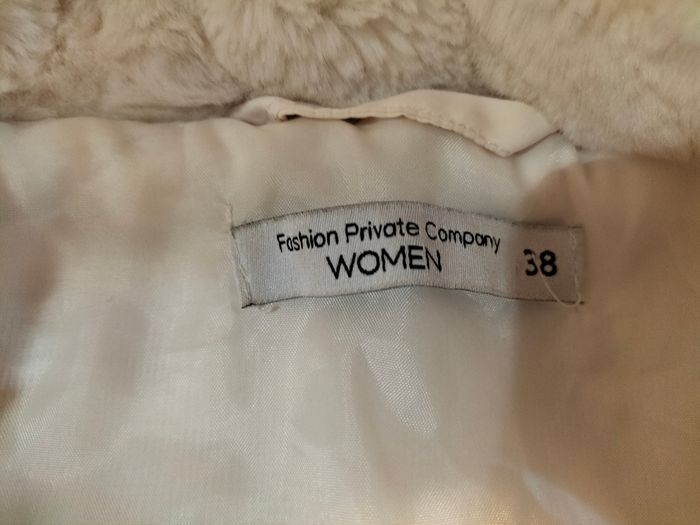 Fashion Private Company
WOMEN 38